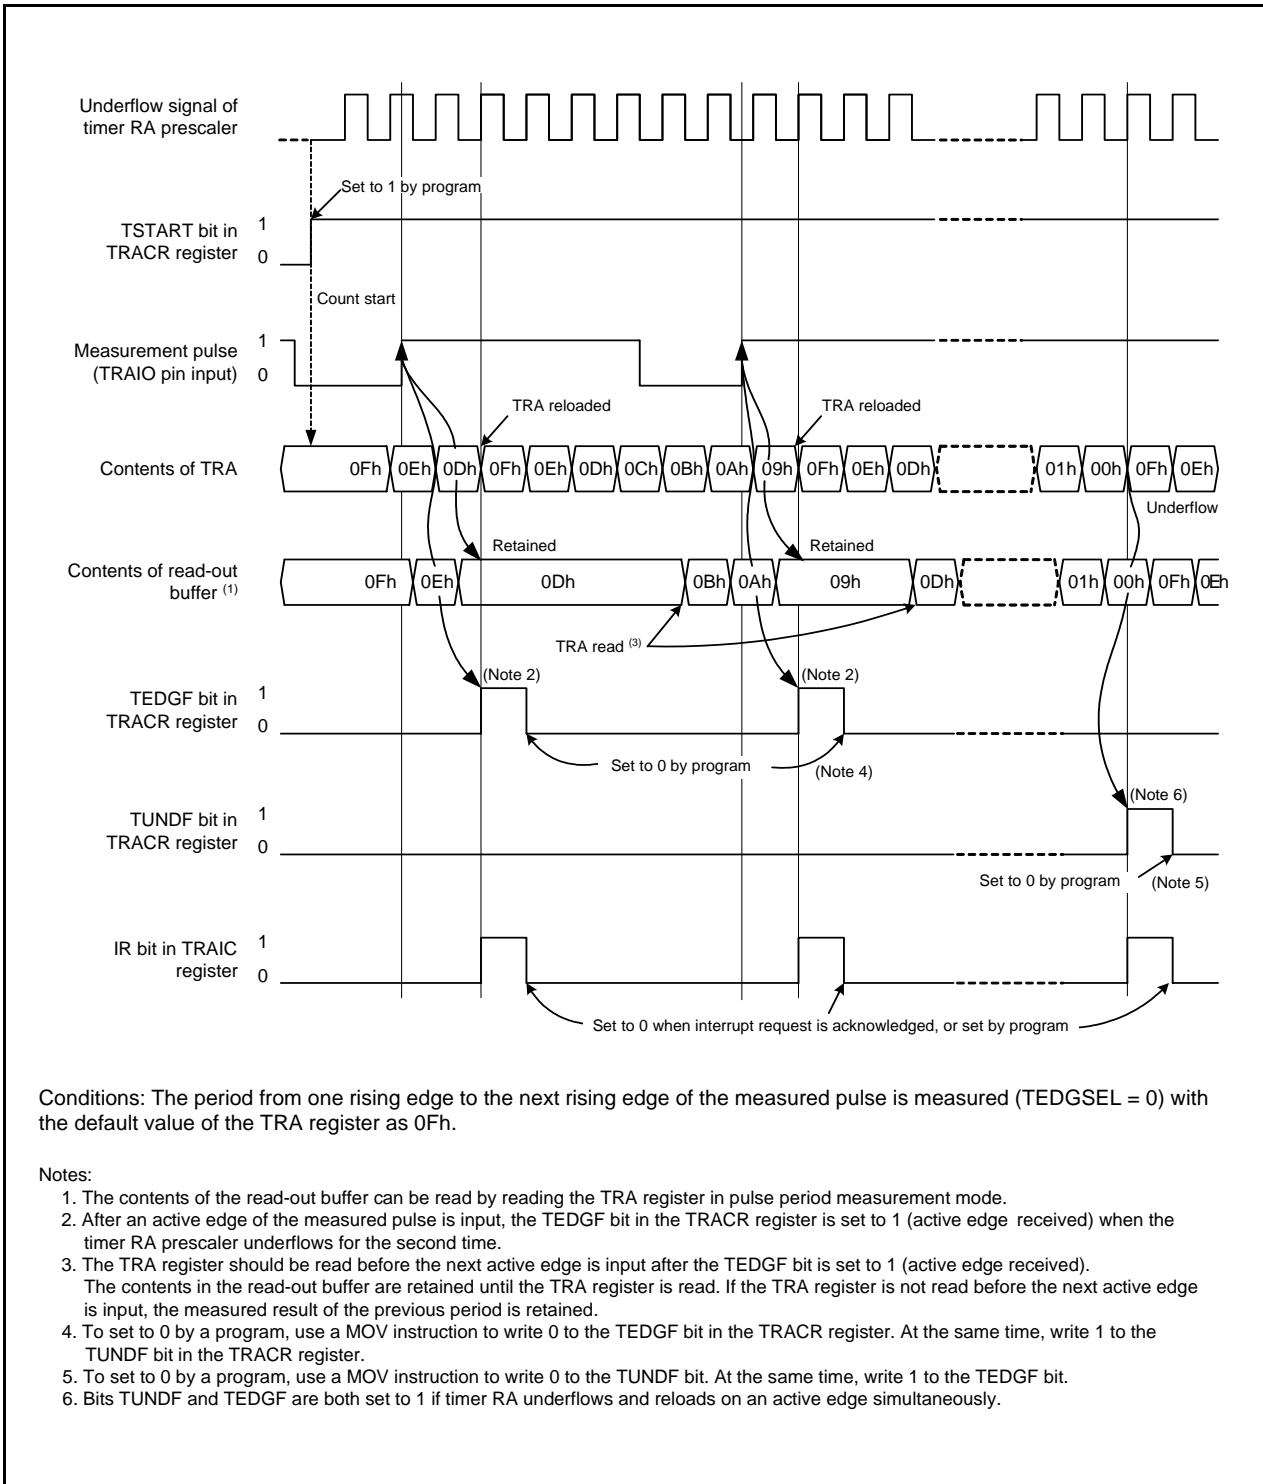 Underflow signal of
timer RA prescaler
Set to 1 by program
TSTART bit in
TRACR register
1
0
Count start
Measurement pulse
(TRAIO pin input)
1
0
TRA reloaded
TRA reloaded
Contents of TRA
0Fh 0Eh 0Dh 0Fh 0Eh 0Dh 0Ch 0Bh 0Ah 09h 0Fh 0Eh 0Dh 01h 00h 0Fh 0Eh
Underflow
Retained
Retained
Contents of read-out
buffer (1)
0Fh 0Eh 0Dh 0Bh 0Ah 09h 0Dh 01h 00h 0Fh 0Eh
TRA read (3)
(Note 2)
(Note 2)
TEDGF bit in
TRACR register
1
0
Set to 0 by program
(Note 4)
(Note 6)
TUNDF bit in
TRACR register
1
0
Set to 0 by program
(Note 5)
IR bit in TRAIC
register
1
0
Set to 0 when interrupt request is acknowledged, or set by program
Conditions: The period from one rising edge to the next rising edge of the measured pulse is measured (TEDGSEL = 0) with
the default value of the TRA register as 0Fh.
Notes:
1. The contents of the read-out buffer can be read by reading the TRA register in pulse period measurement mode.
2. After an active edge of the measured pulse is input, the TEDGF bit in the TRACR register is set to 1 (active edge received) when the
timer RA prescaler underflows for the second time.
3. The TRA register should be read before the next active edge is input after the TEDGF bit is set to 1 (active edge received).
The contents in the read-out buffer are retained until the TRA register is read. If the TRA register is not read before the next active edge
is input, the measured result of the previous period is retained.
4. To set to 0 by a program, use a MOV instruction to write 0 to the TEDGF bit in the TRACR register. At the same time, write 1 to the
TUNDF bit in the TRACR register.
5. To set to 0 by a program, use a MOV instruction to write 0 to the TUNDF bit. At the same time, write 1 to the TEDGF bit.
6. Bits TUNDF and TEDGF are both set to 1 if timer RA underflows and reloads on an active edge simultaneously.